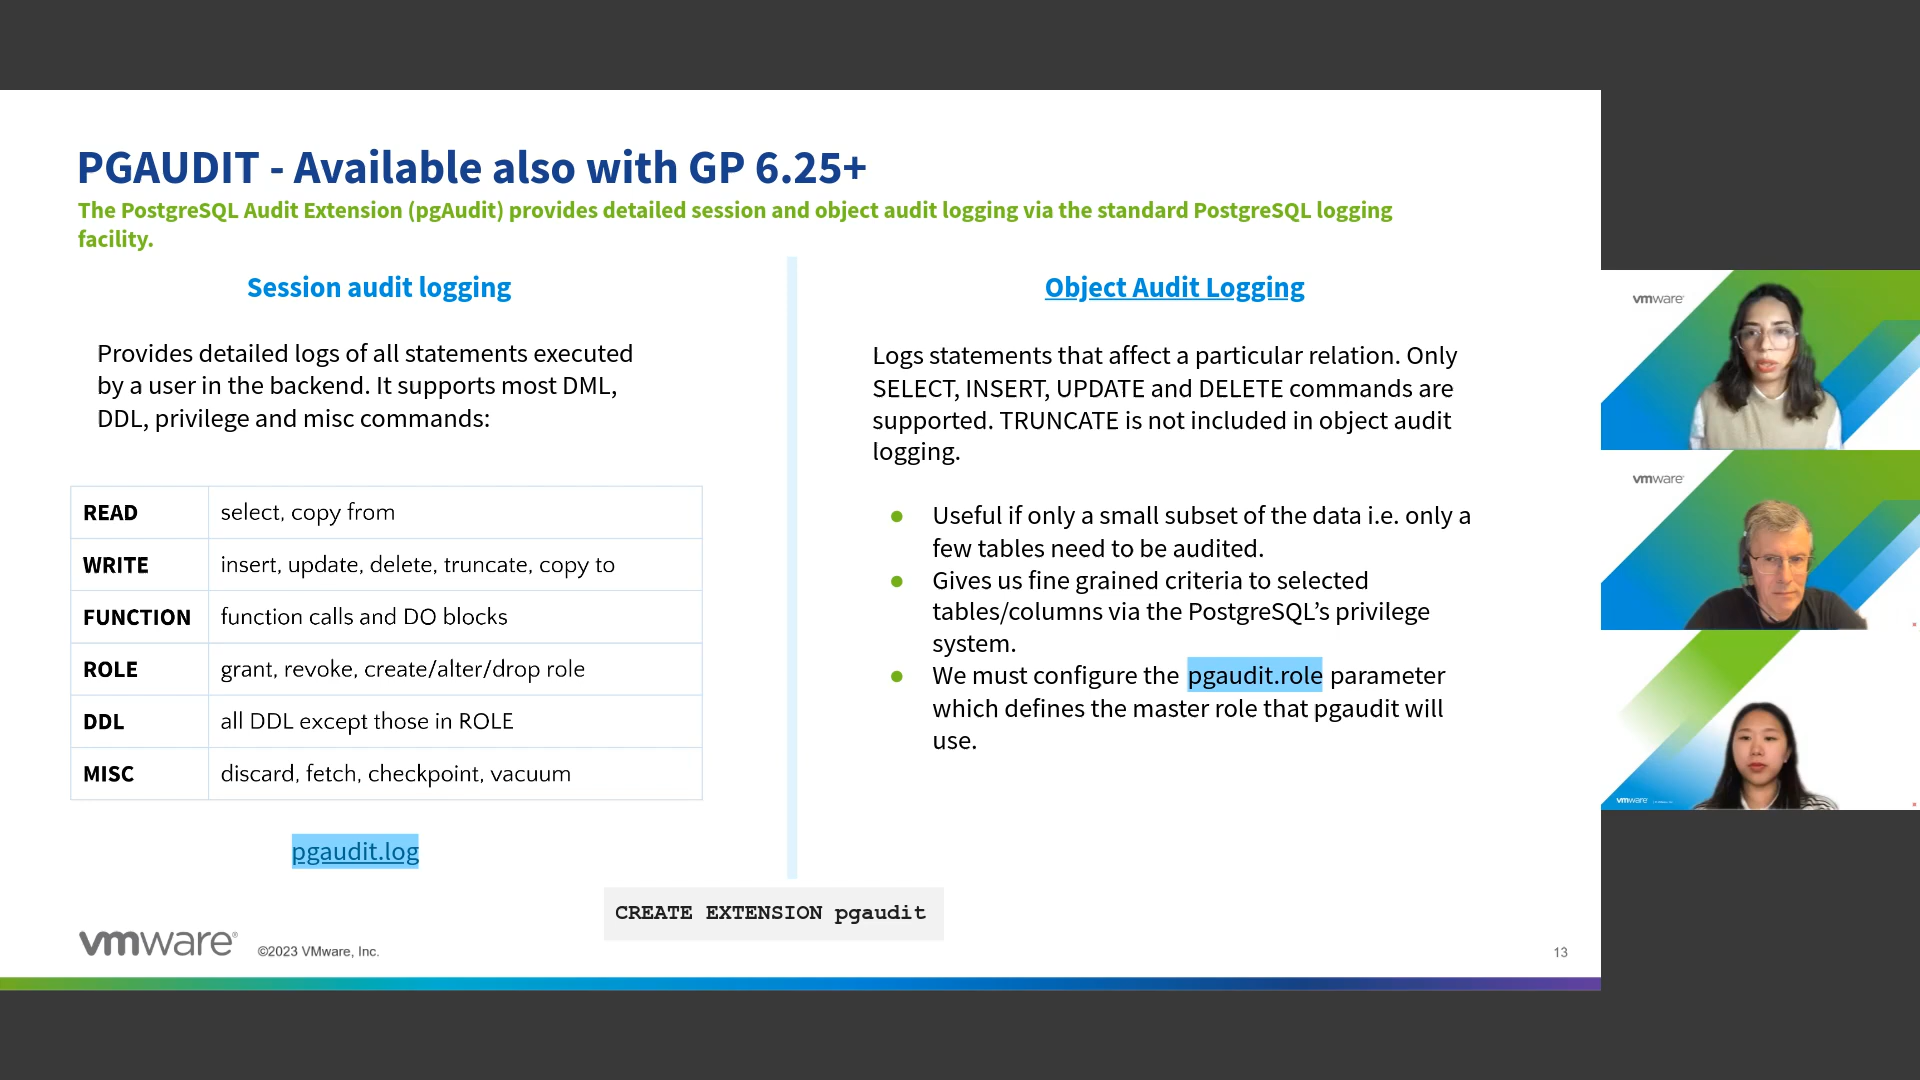 PGAUDIT - Available also with GP 6.25+
The PostgreSQL Audit Extension (pgAudit) provides detailed session and object audit logging via the standard PostgreSQL logging
facility.
Session audit logging
Provides detailed logs of all statements executed
by a user in the backend. It supports most DML,
DDL, privilege and misc commands:
READ select, copy from
WRITE insert, update, delete, truncate, copy to
FUNCTION function calls and DO blocks
ROLE grant, revoke, create/alter/drop role
DDL all DDL except those in ROLE
MISC discard, fetch, checkpoint, vacuum
pgaudit.log
Object Audit Logging
Logs statements that affect a particular relation. Only
SELECT, INSERT, UPDATE and DELETE commands are
supported. TRUNCATE is not included in object audit
logging.
● Useful if only a small subset of the data i.e. only a
few tables need to be audited.
● Gives us fine grained criteria to selected
tables/columns via the PostgreSQL’s privilege
system.
● We must configure the pgaudit.role parameter
which defines the master role that pgaudit will
use.
CREATE EXTENSION pgaudit
vmware® ©2023 VMware, Inc.
13
vmware
vmware
vmware